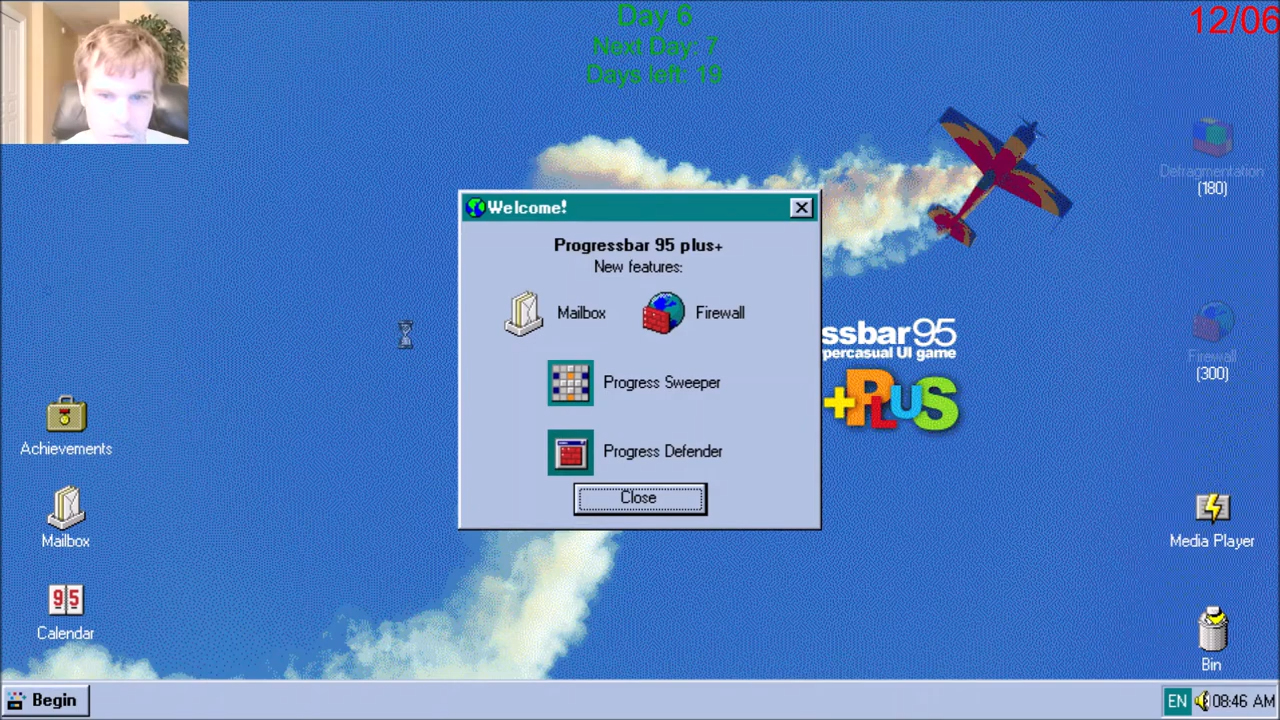 Day 6
Next Day: 7
Days left: 19
12/06
Defragmentation
(180)
Welcome!
Progressbar 95 plus+
New features:
Mailbox
Firewall
Progress Sweeper
Progress Defender
Close
ssbar95
percasual UI game
+PLUS
Firewall
(300)
Achievements
Mailbox
Calendar
95
Media Player
Bin
Begin
EN
08:46 AM